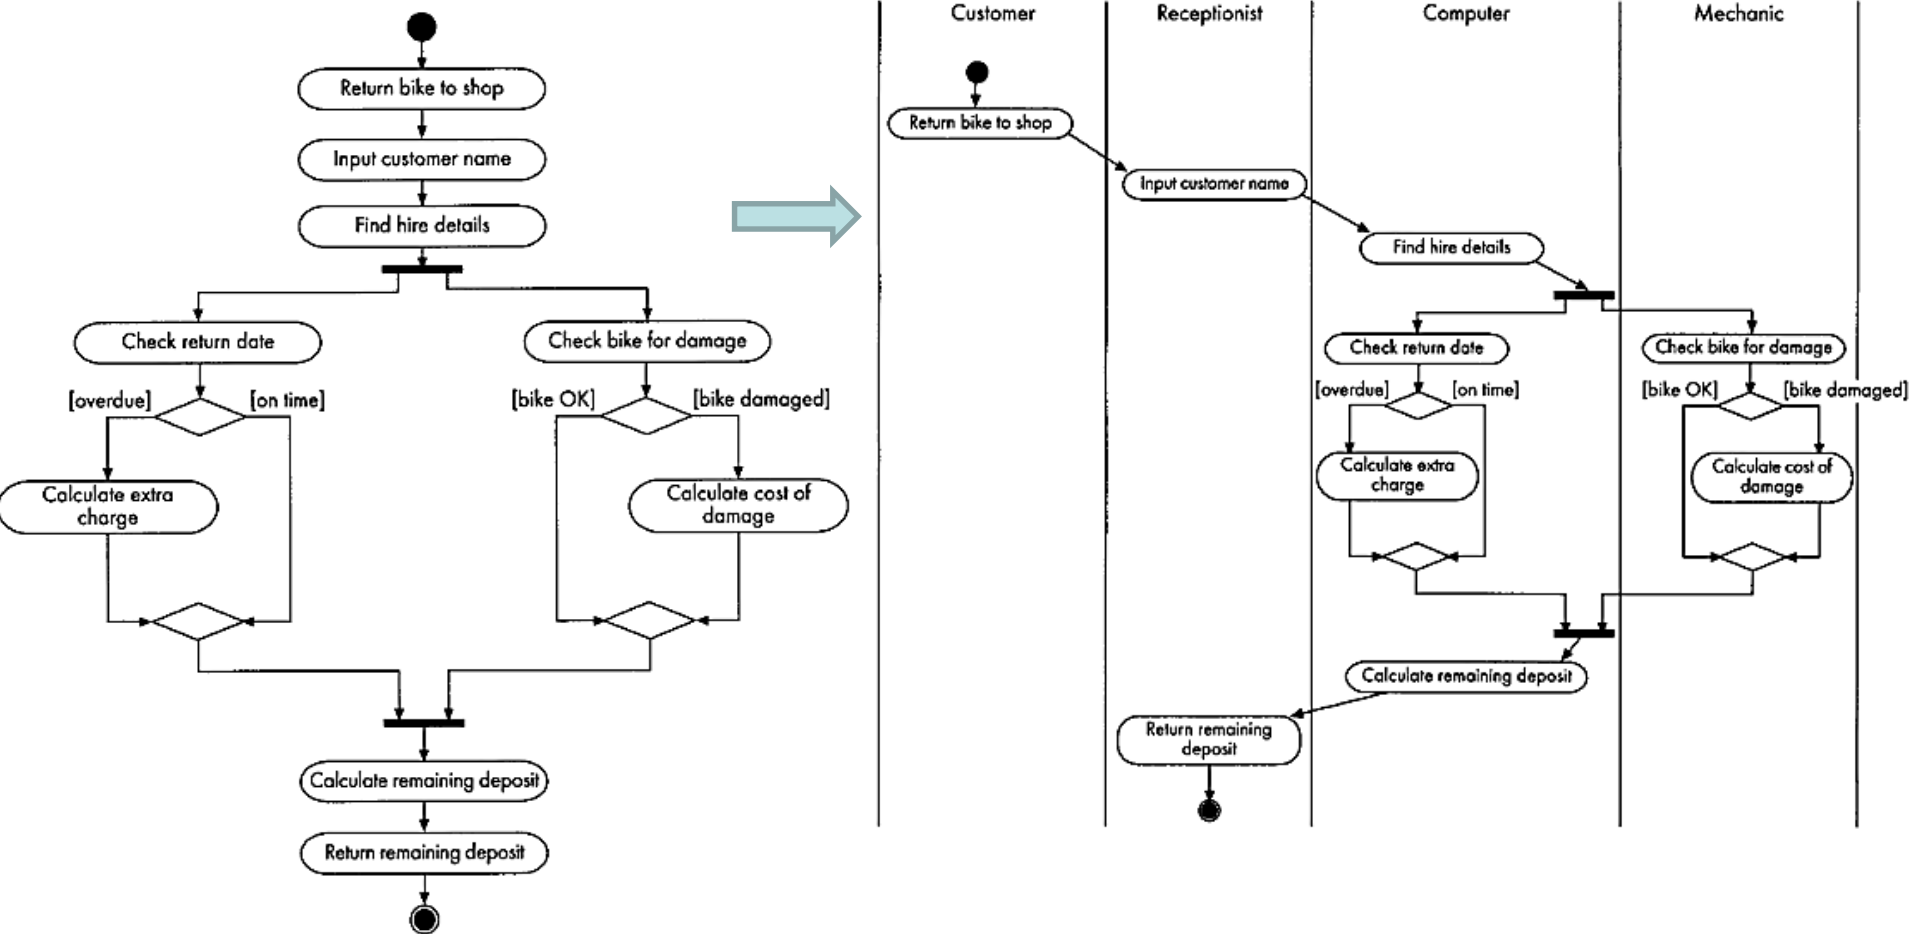 Return bike to shop
Input customer name
Find hire details
Check return date
Check bike for damage
[overdue]
[on time]
[bike OK]
[bike damaged]
Calculate extra
charge
Calculate cost of
damage
Calculate remaining deposit
Return remaining deposit
Customer
Receptionist
Computer
Mechanic
Return bike to shop
Input customer name
Find hire details
Check return date
Check bike for damage
[overdue]
[on time]
[bike OK]
[bike damaged]
Calculate extra
charge
Calculate cost of
damage
Calculate remaining deposit
Return remaining
deposit